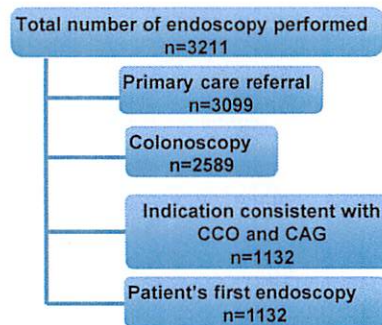 Total number of endoscopy performed
n=3211
Primary care referral
n=3099
Colonoscopy
n=2589
Indication consistent with
CCO and CAG
n=1132
Patient's first endoscopy
n=1132